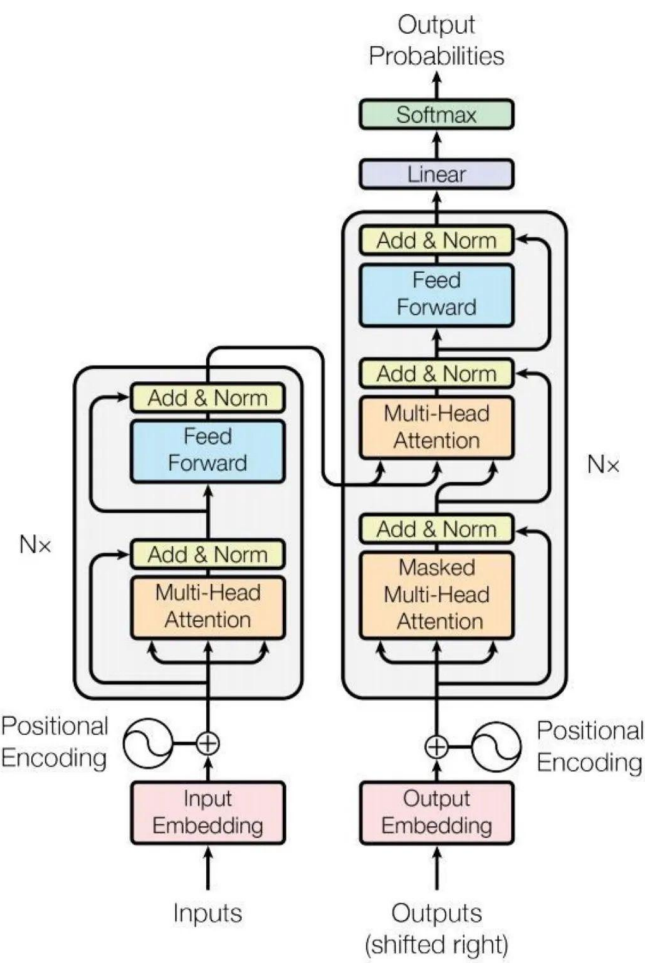 Output
Probabilities
Softmax
Linear
Add & Norm
Feed
Forward
Add & Norm
Multi-Head
Attention
Add & Norm
Masked
Multi-Head
Attention
Nx
Add & Norm
Feed
Forward
Add & Norm
Multi-Head
Attention
Nx
Positional
Encoding
Positional
Encoding
Input
Embedding
Output
Embedding
Inputs
Outputs
(shifted right)